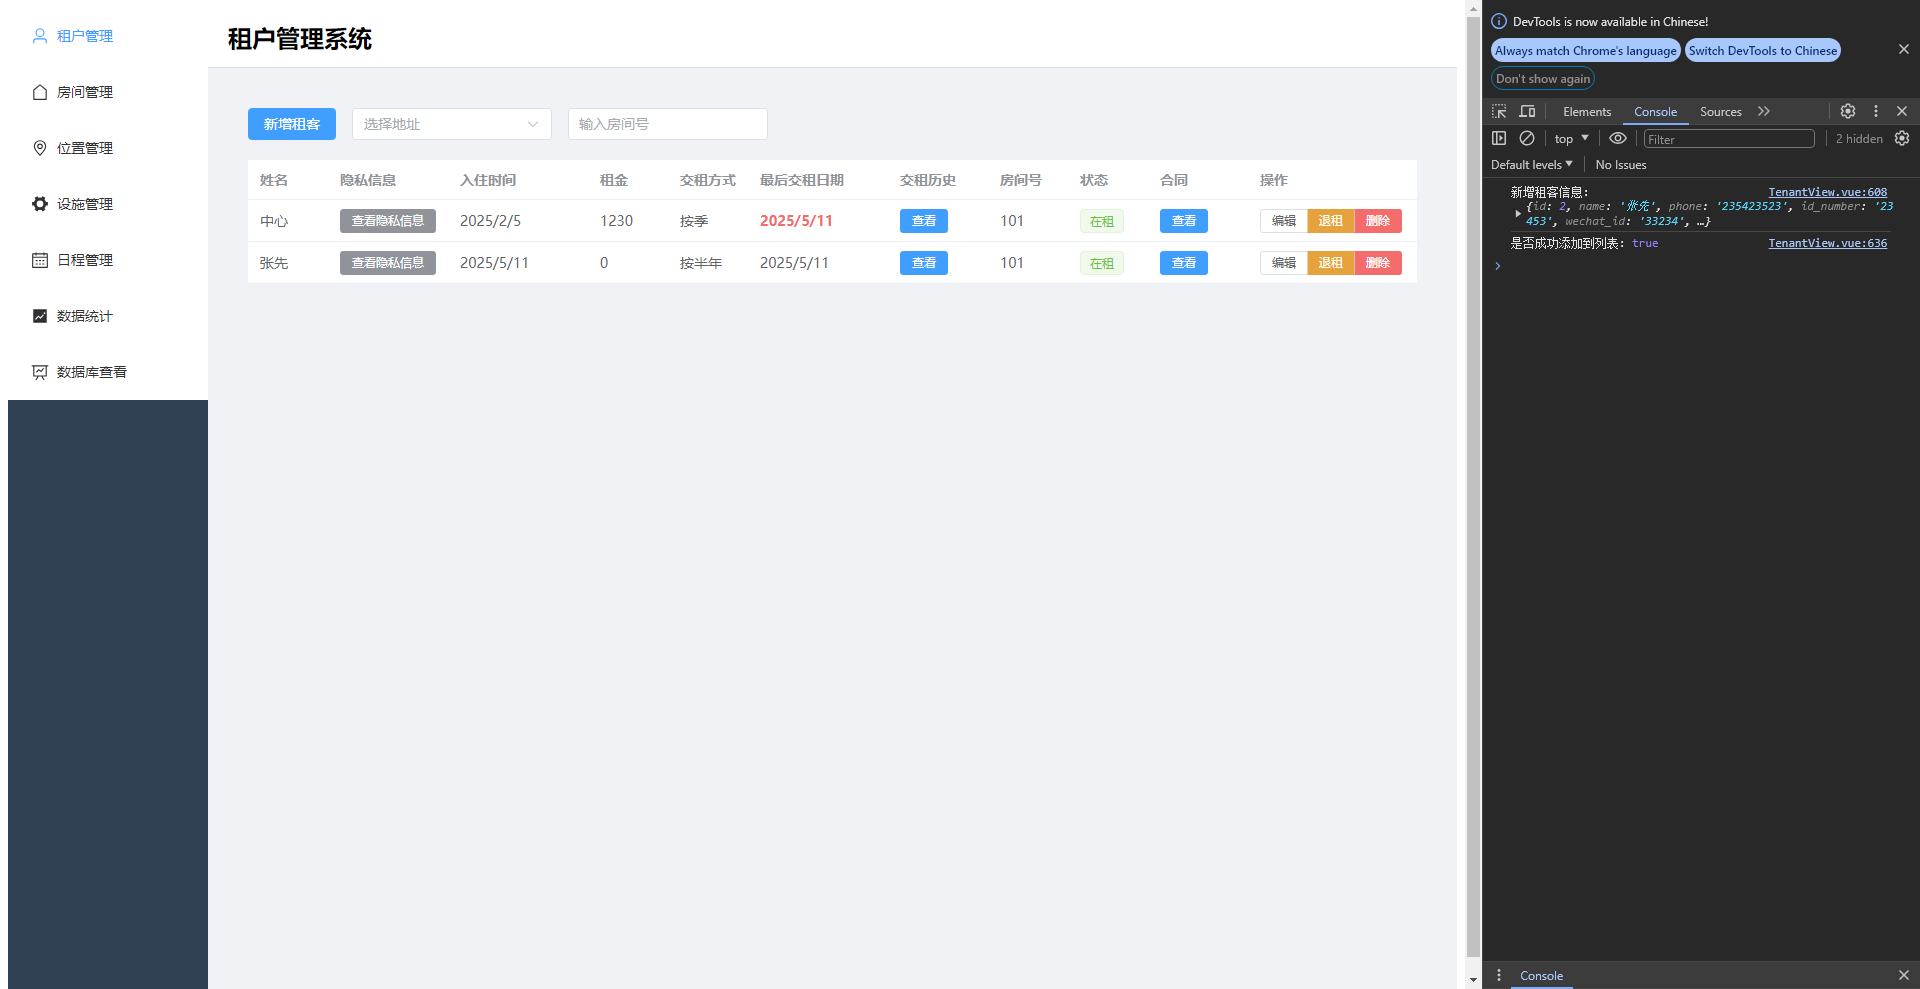 租户管理
房间管理
位置管理
设施管理
日程管理
数据统计
数据库查看
租户管理系统
新增租客 选择地址 输入房间号
姓名 隐私信息 入住时间 租金 交租方式 最后交租日期 交租历史 房间号 状态 合同 操作
中心 查看隐私信息 2025/2/5 1230 按季 2025/5/11 查看 101 在租 查看 编辑 退租 删除
张先 查看隐私信息 2025/5/11 0 按半年 2025/5/11 查看 101 在租 查看 编辑 退租 删除
DevTools is now available in Chinese!
Always match Chrome's language Switch DevTools to Chinese
Don't show again
Elements Console Sources
top Filter 2 hidden
Default levels No Issues
新增租客信息: TenantView.vue:608
{id: 2, name: '张先', phone: '235423523', id_number: '23
453', wechat_id: '33234', …}
是否成功添加到列表: true TenantView.vue:636
Console